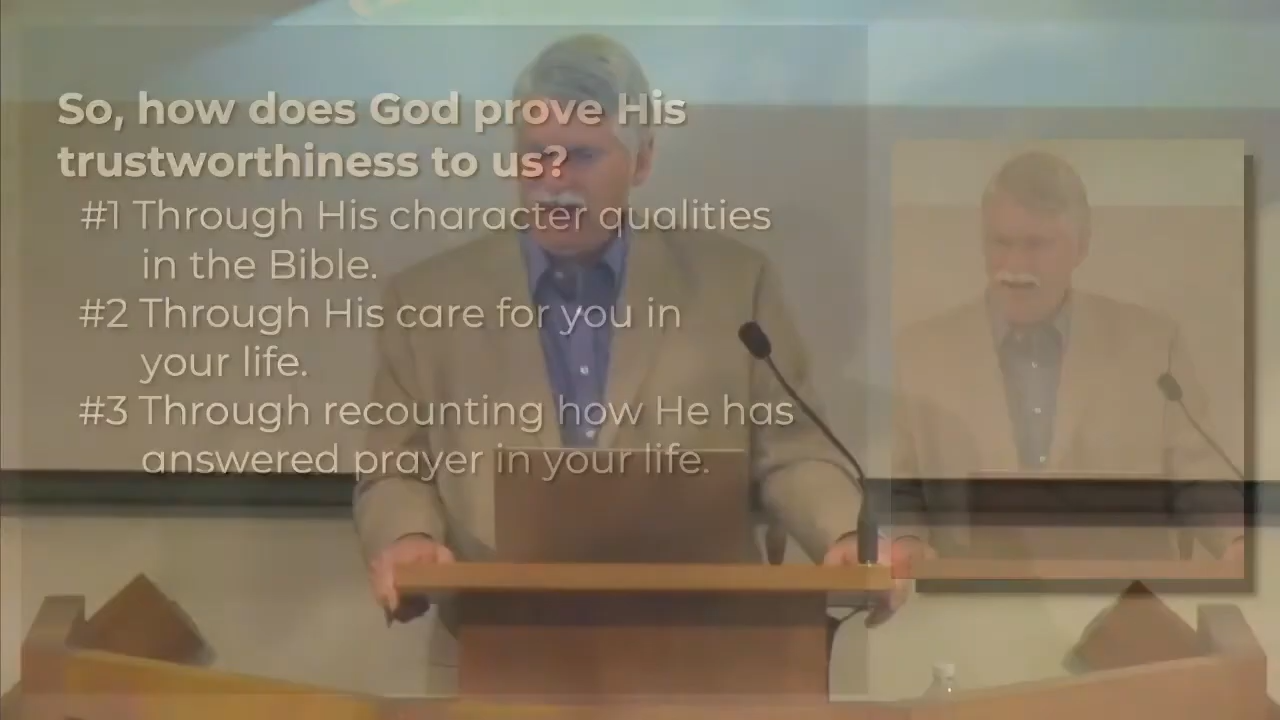 So, how does God prove His
trustworthiness to us?
#1 Through His character qualities
in the Bible.
#2 Through His care for you in
your life.
#3 Through recounting how He has
answered prayer in your life.